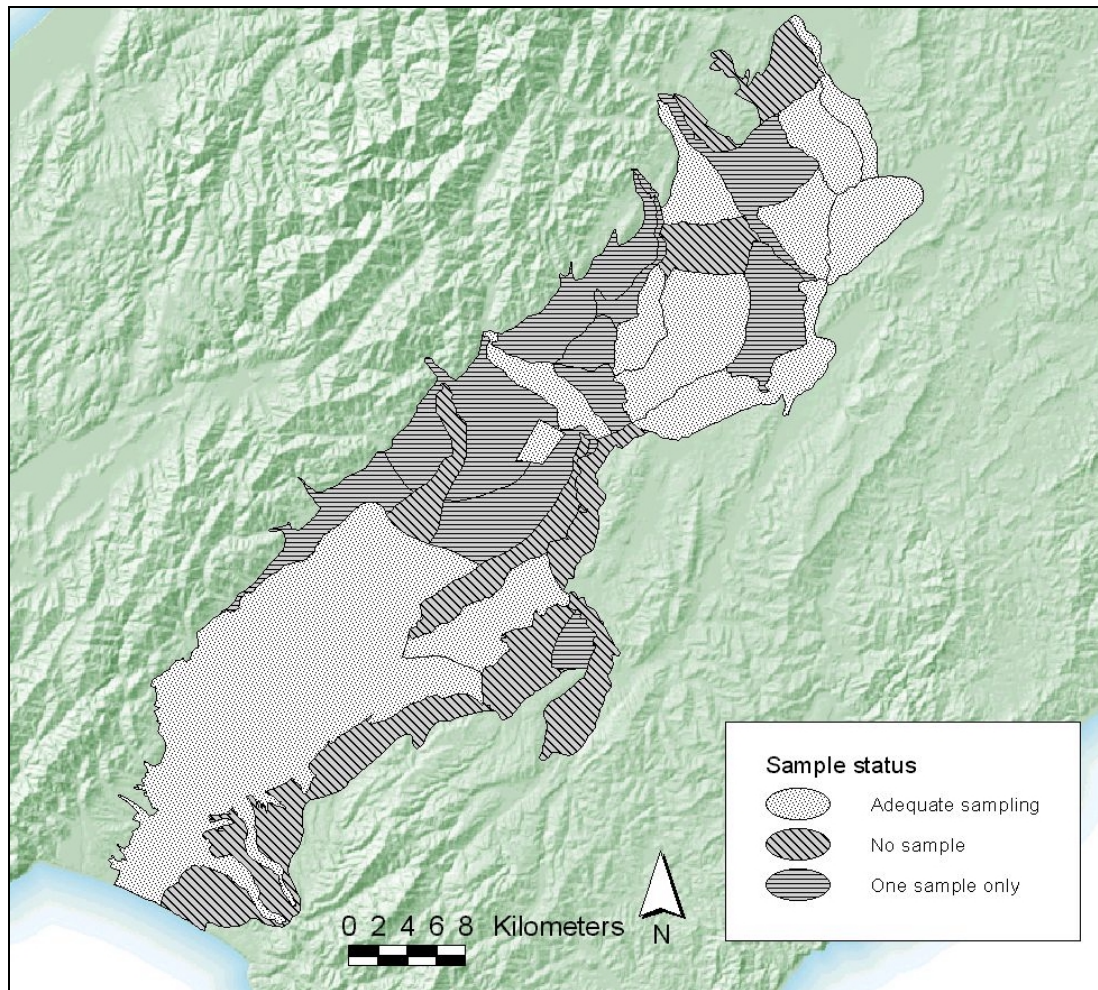 Sample status
Adequate sampling
No sample
One sample only
0 2 4 6 8 Kilometers
N